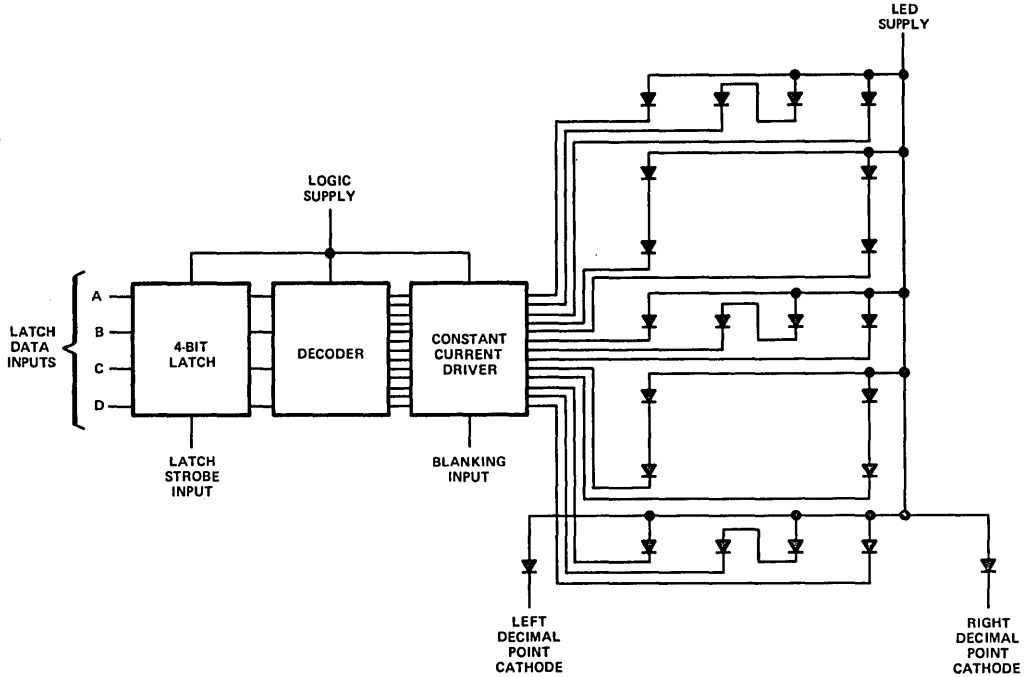 LED
SUPPLY
LOGIC
SUPPLY
LATCH
DATA
INPUTS
A
B
C
D
4-BIT
LATCH
DECODER
CONSTANT
CURRENT
DRIVER
LATCH
STROBE
INPUT
BLANKING
INPUT
LEFT
DECIMAL
POINT
CATHODE
RIGHT
DECIMAL
POINT
CATHODE